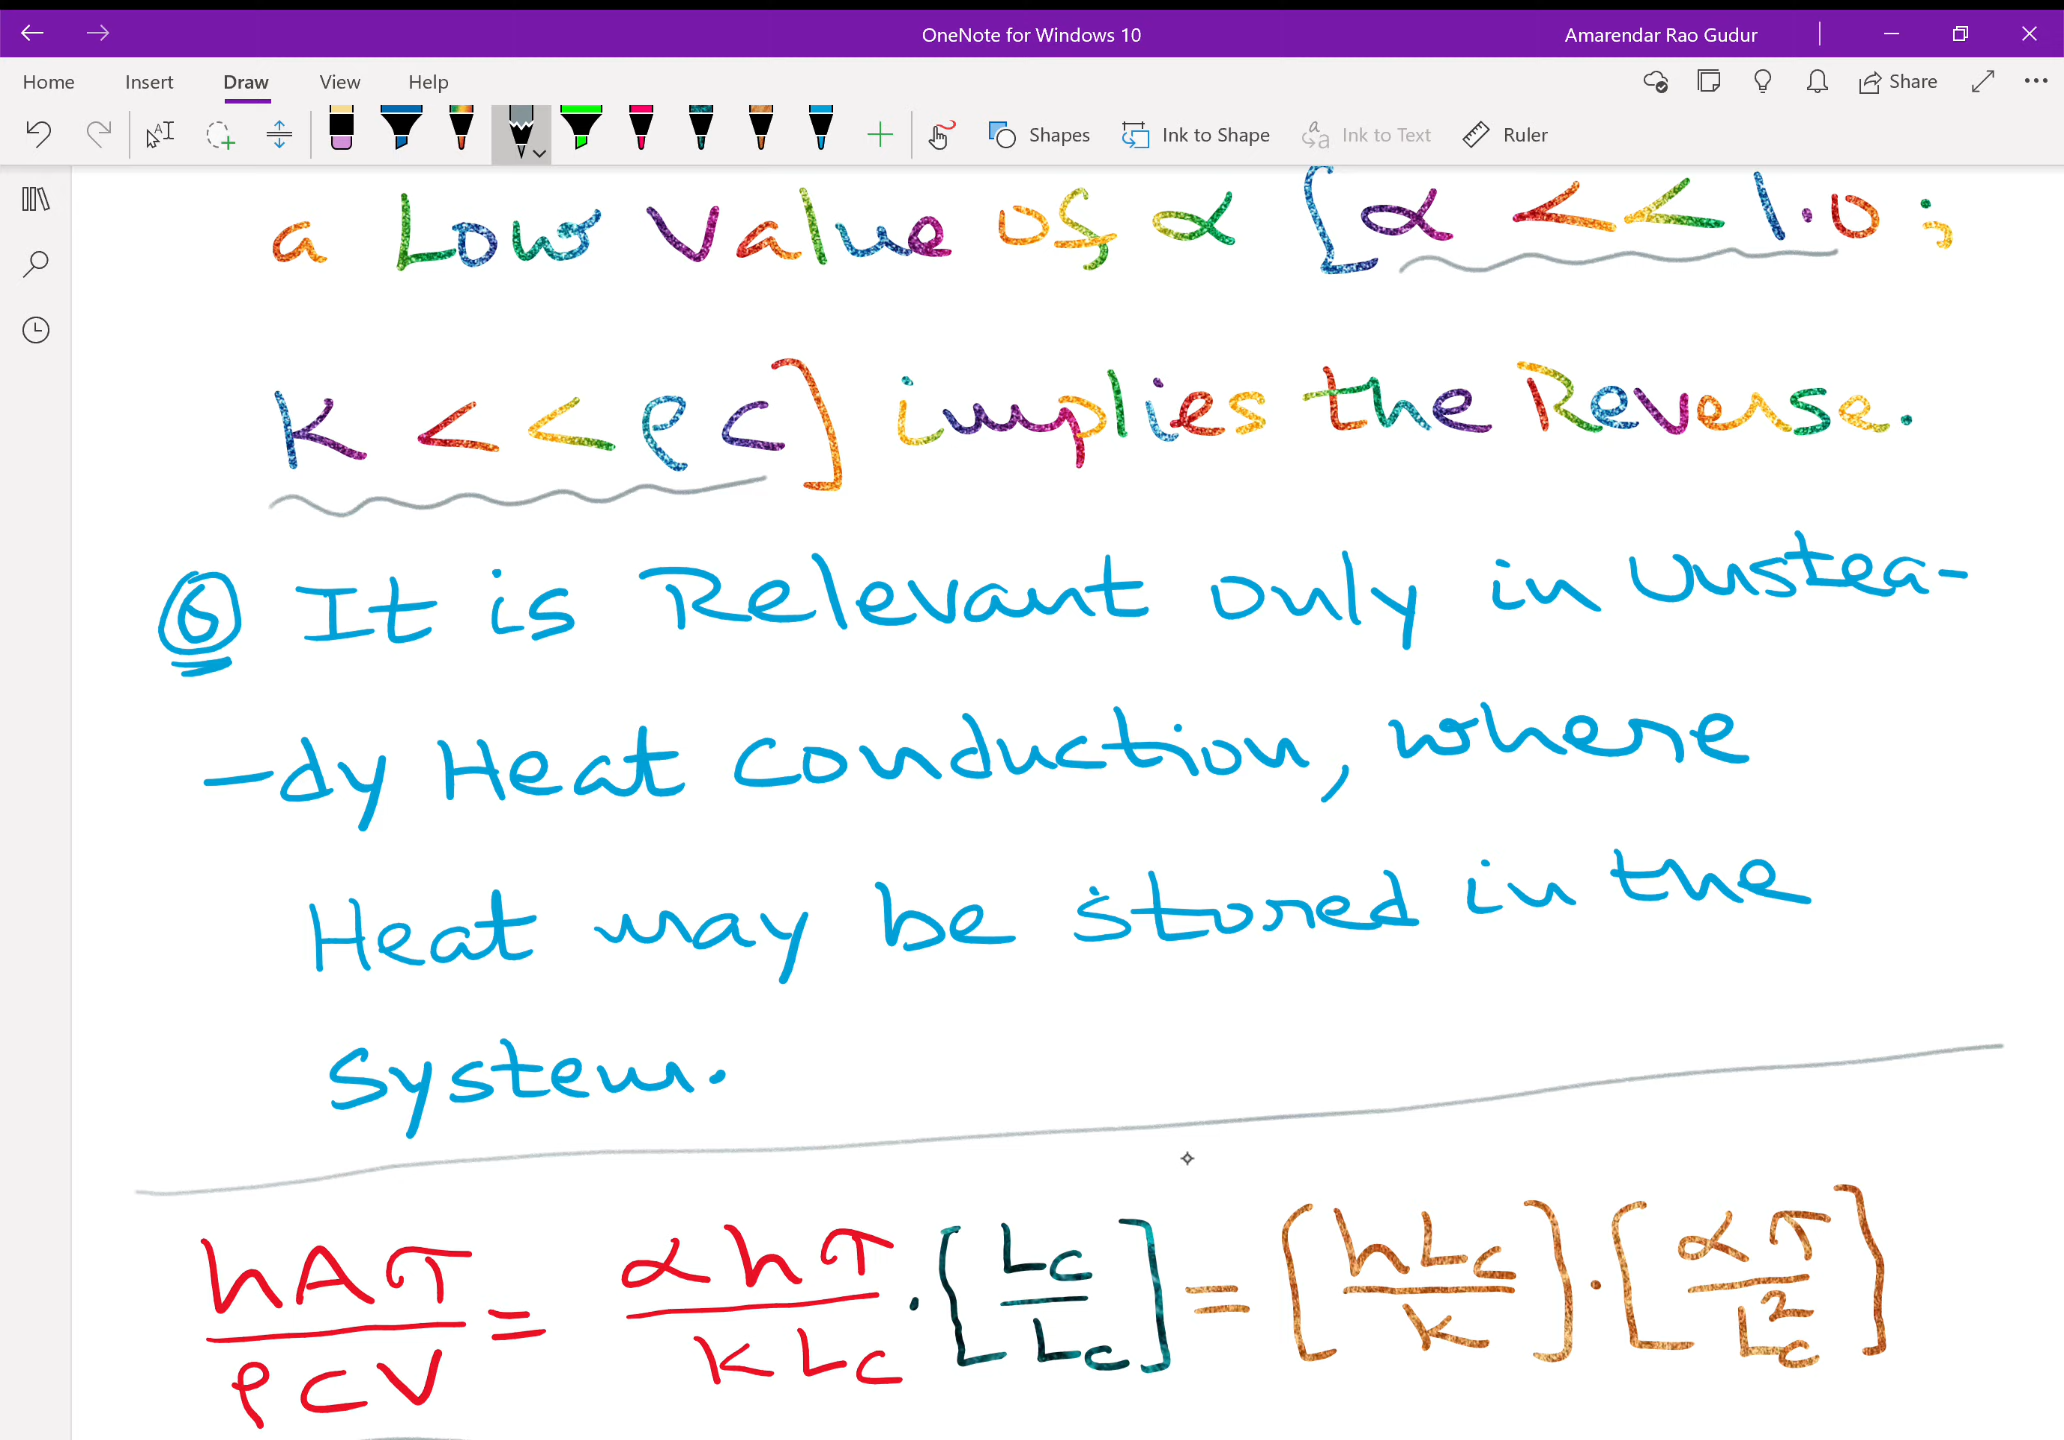 OneNote for Windows 10
Amarendar Rao Gudur
Home Insert Draw View Help
Share
Shapes Ink to Shape Ink to Text Ruler
a Low Value of α [α << 1.0 ;
K << ρc] implies the Reverse.
⑥ It is Relevant only in Unstea-
-dy Heat conduction, where
Heat may be stored in the
System.
hAτ/ρCV = αhτ/KLc · [Lc/Lc] = [hLc/K] · [ατ/Lc²]